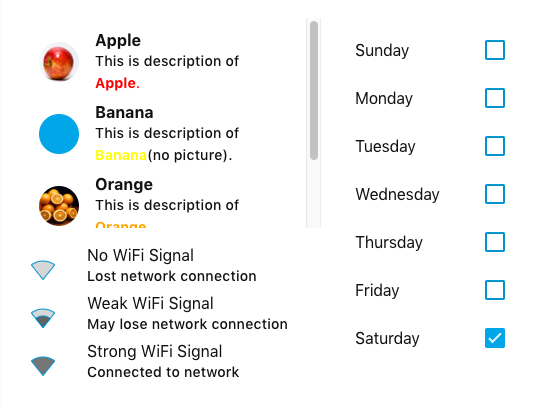 Apple
This is description of
Apple.
Banana
This is description of
Banana(no picture).
Orange
This is description of
Orange
No WiFi Signal
Lost network connection
Weak WiFi Signal
May lose network connection
Strong WiFi Signal
Connected to network
Sunday
Monday
Tuesday
Wednesday
Thursday
Friday
Saturday